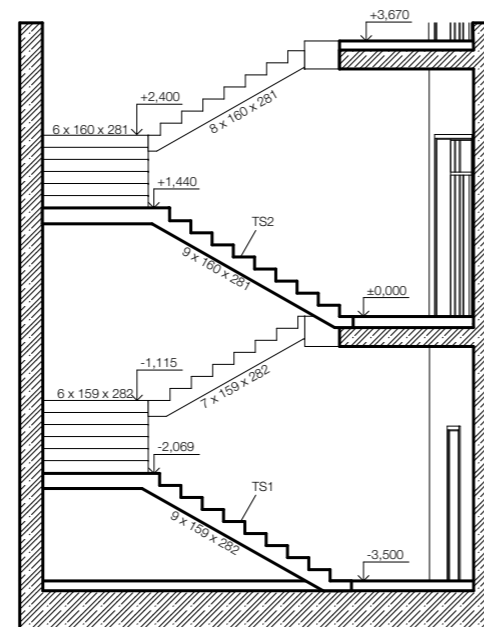 +3,670
+2,400
6 x 160 x 281
8 x 160 x 281
+1,440
TS2
9 x 160 x 281
±0,000
-1,115
6 x 159 x 282
7 x 159 x 282
-2,069
TS1
9 x 159 x 282
-3,500